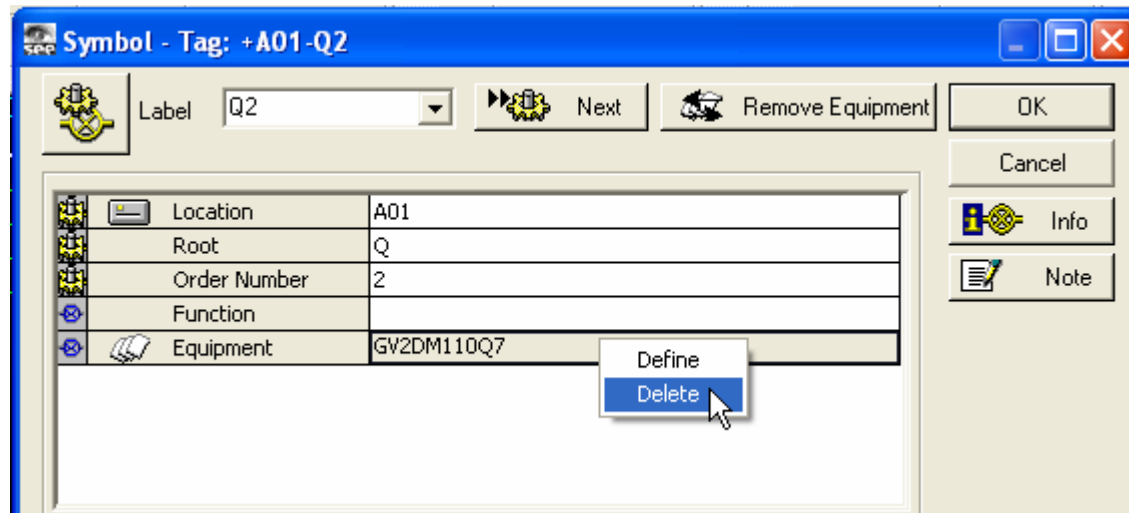 see Symbol - Tag: +A01-Q2
Label Q2 Next Remove Equipment OK
Cancel
Location A01
Root Q
Order Number 2
Function
Equipment GV2DM110Q7
Define
Delete
Info
Note